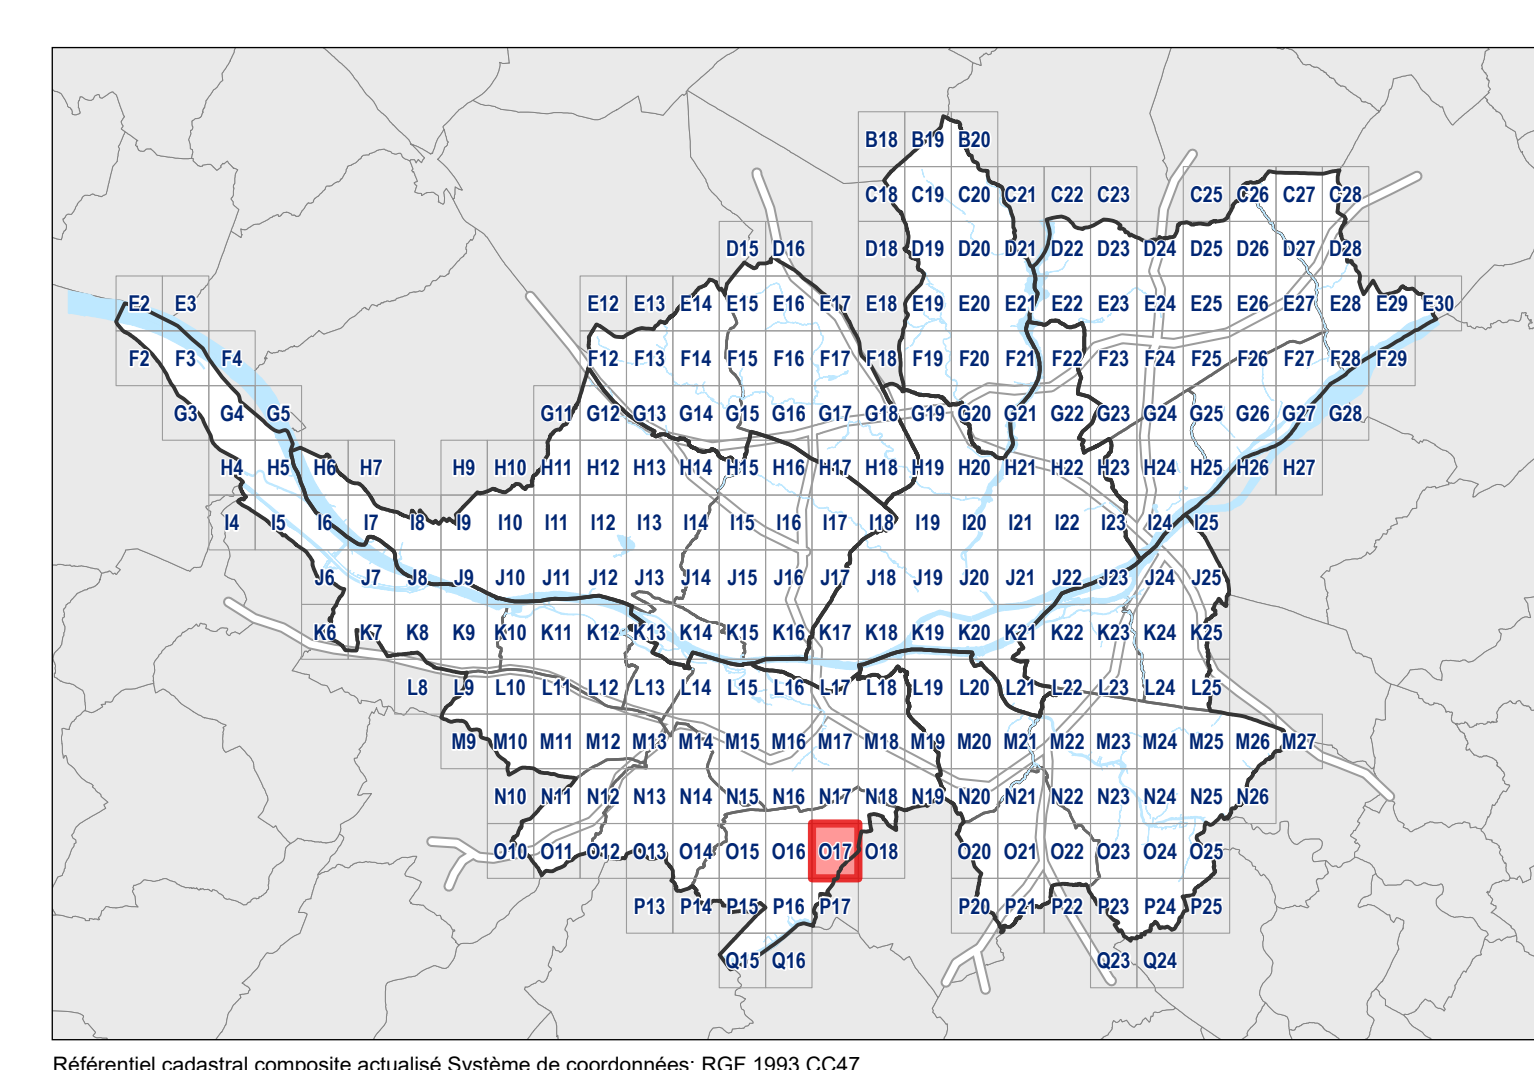 B18 B19 B20
C18 C19 C20 C21 C22 C23 C25 C26 C27 C28
D15 D16 D18 D19 D20 D21 D22 D23 D24 D25 D26 D27 D28
E2 E3 E12 E13 E14 E15 E16 E17 E18 E19 E20 E21 E22 E23 E24 E25 E26 E27 E28 E29 E30
F2 F3 F4 F12 F13 F14 F15 F16 F17 F18 F19 F20 F21 F22 F23 F24 F25 F26 F27 F28 F29
G3 G4 G5 G11 G12 G13 G14 G15 G16 G17 G18 G19 G20 G21 G22 G23 G24 G25 G26 G27 G28
H4 H5 H6 H7 H9 H10 H11 H12 H13 H14 H15 H16 H17 H18 H19 H20 H21 H22 H23 H24 H25 H26 H27
I4 I5 I6 I7 I8 I9 I10 I11 I12 I13 I14 I15 I16 I17 I18 I19 I20 I21 I22 I23 I24 I25
J6 J7 J8 J9 J10 J11 J12 J13 J14 J15 J16 J17 J18 J19 J20 J21 J22 J23 J24 J25
K6 K7 K8 K9 K10 K11 K12 K13 K14 K15 K16 K17 K18 K19 K20 K21 K22 K23 K24 K25
L8 L9 L10 L11 L12 L13 L14 L15 L16 L17 L18 L19 L20 L21 L22 L23 L24 L25
M9 M10 M11 M12 M13 M14 M15 M16 M17 M18 M19 M20 M21 M22 M23 M24 M25 M26 M27
N10 N11 N12 N13 N14 N15 N16 N17 N18 N19 N20 N21 N22 N23 N24 N25 N26
O10 O11 O12 O13 O14 O15 O16 O17 O18 O20 O21 O22 O23 O24 O25
P13 P14 P15 P16 P17 P20 P21 P22 P23 P24 P25
Q15 Q16 Q23 Q24
Référentiel cadastral composite actualisé Système de coordonnées: RGF 1993 CC47